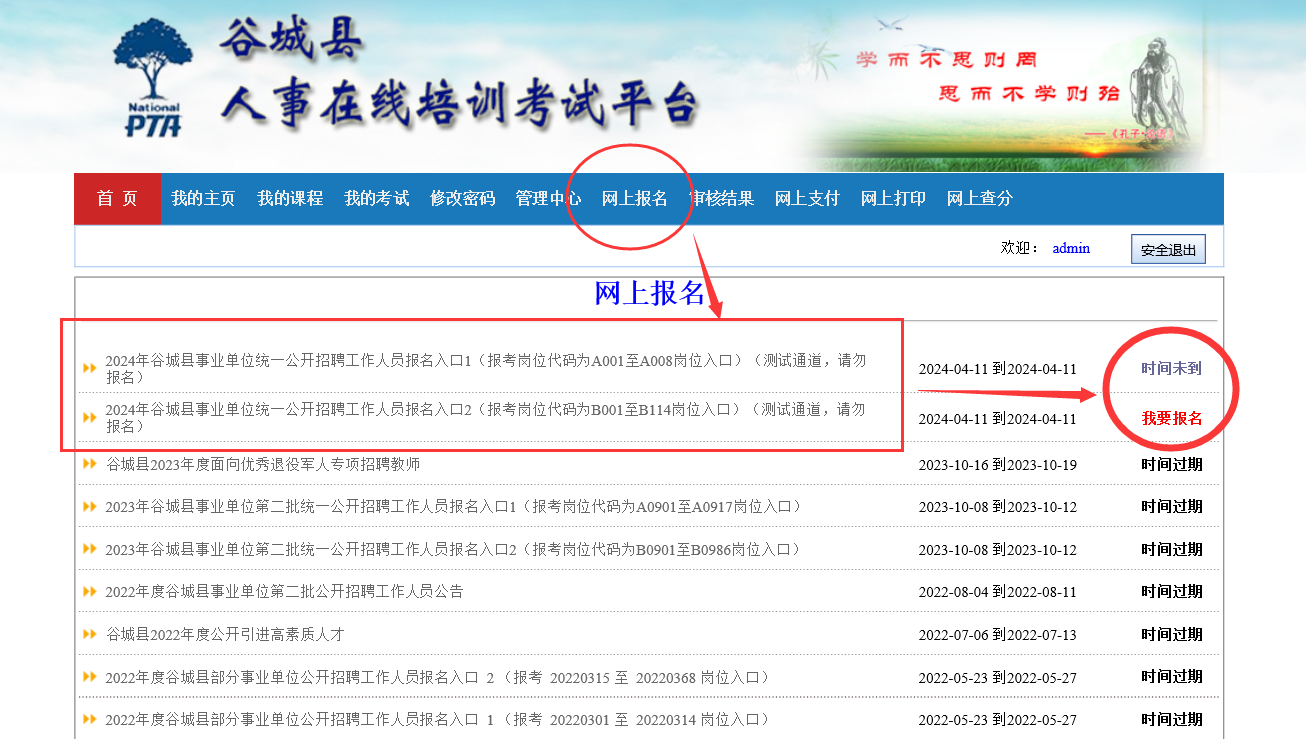 谷城县
人事在线培训考试平台
National
PTA
学而不思则罔
思而不学则殆
——《孔子·论语》
首 页 我的主页 我的课程 我的考试 修改密码 管理中心 网上报名 审核结果 网上支付 网上打印 网上查分
欢迎： admin 安全退出
网上报名
2024年谷城县事业单位统一公开招聘工作人员报名入口1（报考岗位代码为A001至A008岗位入口）（测试通道，请勿
报名） 2024-04-11 到2024-04-11 时间未到
2024年谷城县事业单位统一公开招聘工作人员报名入口2（报考岗位代码为B001至B114岗位入口）（测试通道，请勿
报名） 2024-04-11 到2024-04-11 我要报名
谷城县2023年度面向优秀退役军人专项招聘教师 2023-10-16 到2023-10-19 时间过期
2023年谷城县事业单位第二批统一公开招聘工作人员报名入口1（报考岗位代码为A0901至A0917岗位入口） 2023-10-08 到2023-10-12 时间过期
2023年谷城县事业单位第二批统一公开招聘工作人员报名入口2（报考岗位代码为B0901至B0986岗位入口） 2023-10-08 到2023-10-12 时间过期
2022年度谷城县事业单位第二批公开招聘工作人员公告 2022-08-04 到2022-08-11 时间过期
谷城县2022年度公开引进高素质人才 2022-07-06 到2022-07-13 时间过期
2022年度谷城县部分事业单位公开招聘工作人员报名入口 2 （报考 20220315 至 20220368 岗位入口） 2022-05-23 到2022-05-27 时间过期
2022年度谷城县部分事业单位公开招聘工作人员报名入口 1 （报考 20220301 至 20220314 岗位入口） 2022-05-23 到2022-05-27 时间过期